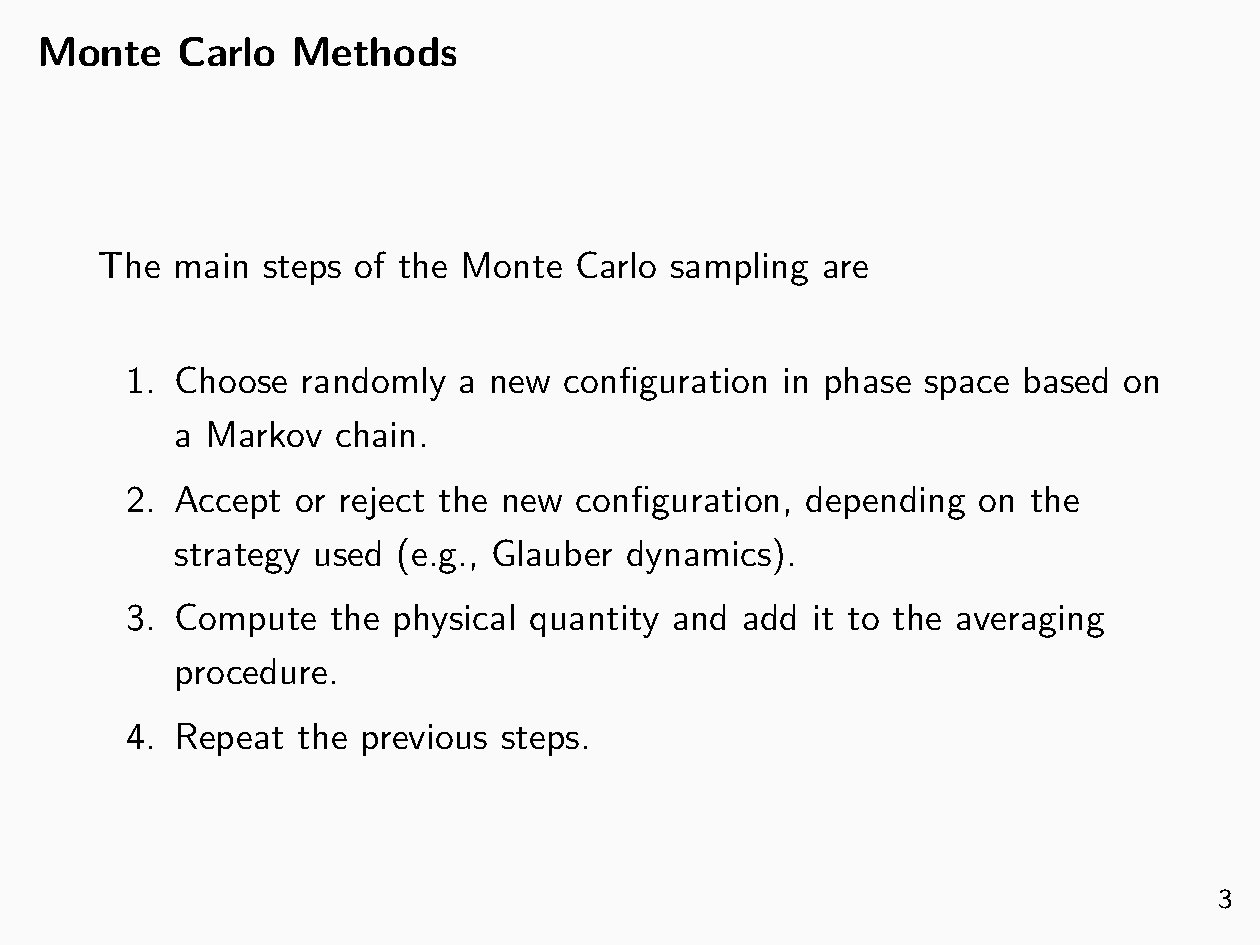 Monte Carlo Methods
The main steps of the Monte Carlo sampling are
1. Choose randomly a new configuration in phase space based on
a Markov chain.
2. Accept or reject the new configuration, depending on the
strategy used (e.g., Glauber dynamics).
3. Compute the physical quantity and add it to the averaging
procedure.
4. Repeat the previous steps.
3